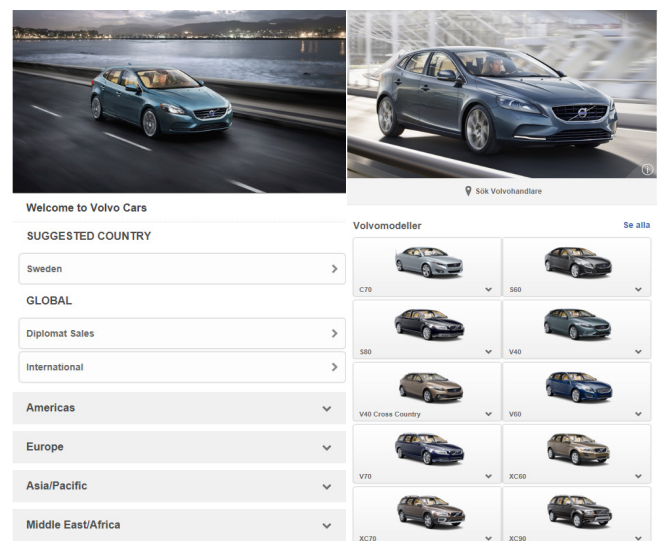 Welcome to Volvo Cars
SUGGESTED COUNTRY
Sweden
GLOBAL
Diplomat Sales
International
Americas
Europe
Asia/Pacific
Middle East/Africa
Sök Volvohandlare
Volvomodeller
Se alla
C70
S60
S80
V40
V40 Cross Country
V60
V70
XC60
XC70
XC90